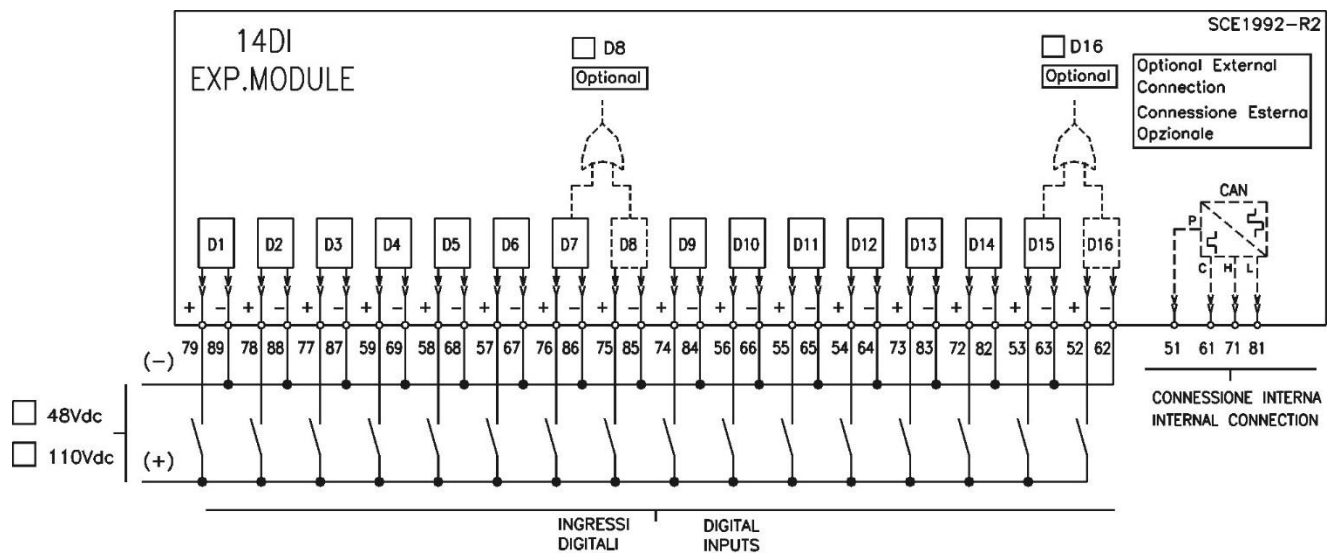 SCE1992-R2
14DI
EXP.MODULE
D8
Optional
D16
Optional
Optional External
Connection
Connessione Esterna
Opzionale
CAN
P
C H L
D1 D2 D3 D4 D5 D6 D7 D8 D9 D10 D11 D12 D13 D14 D15 D16
+ − + − + − + − + − + − + − + − + − + − + − + − + − + − + − + −
79 89 78 88 77 87 59 69 58 68 57 67 76 86 75 85 74 84 56 66 55 65 54 64 73 83 72 82 53 63 52 62 51 61 71 81
(-)
CONNESSIONE INTERNA
INTERNAL CONNECTION
48Vdc
110Vdc
(+)
INGRESSI
DIGITALI
DIGITAL
INPUTS